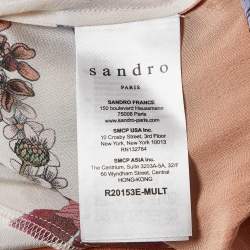 sandro
PARIS
SANDRO FRANCE
150 boulevard Haussmann
75008 Paris
www.sandro-paris.com
SMCP USA Inc.
10 Crosby Street, 3rd Floor
New York, New York 10013
RN132784
SMCP ASIA Inc.
The Centrium, Suite 3203A-5A, 32/F
60 Wyndham Street, Central
HONG-KONG
R20153E-MULT